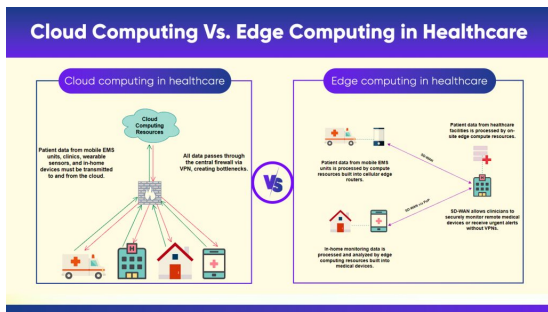 Cloud Computing Vs. Edge Computing in Healthcare
Cloud computing in healthcare
Cloud
Computing
Resources
Patient data from mobile EMS
units, clinics, wearable
sensors, and in-home
devices must be transmitted
to and from the cloud.
All data passes through
the central firewall via
VPN, creating bottlenecks.
H
VS
Edge computing in healthcare
Patient data from mobile EMS
units is processed by compute
resources built into cellular edge
routers.
SD-WAN
Patient data from healthcare
facilities is processed by on-
site edge compute resources.
SD-WAN allows clinicians to
securely monitor remote medical
devices or receive urgent alerts
without VPNs.
In-home monitoring data is
processed and analyzed by edge
computing resources built into
medical devices.